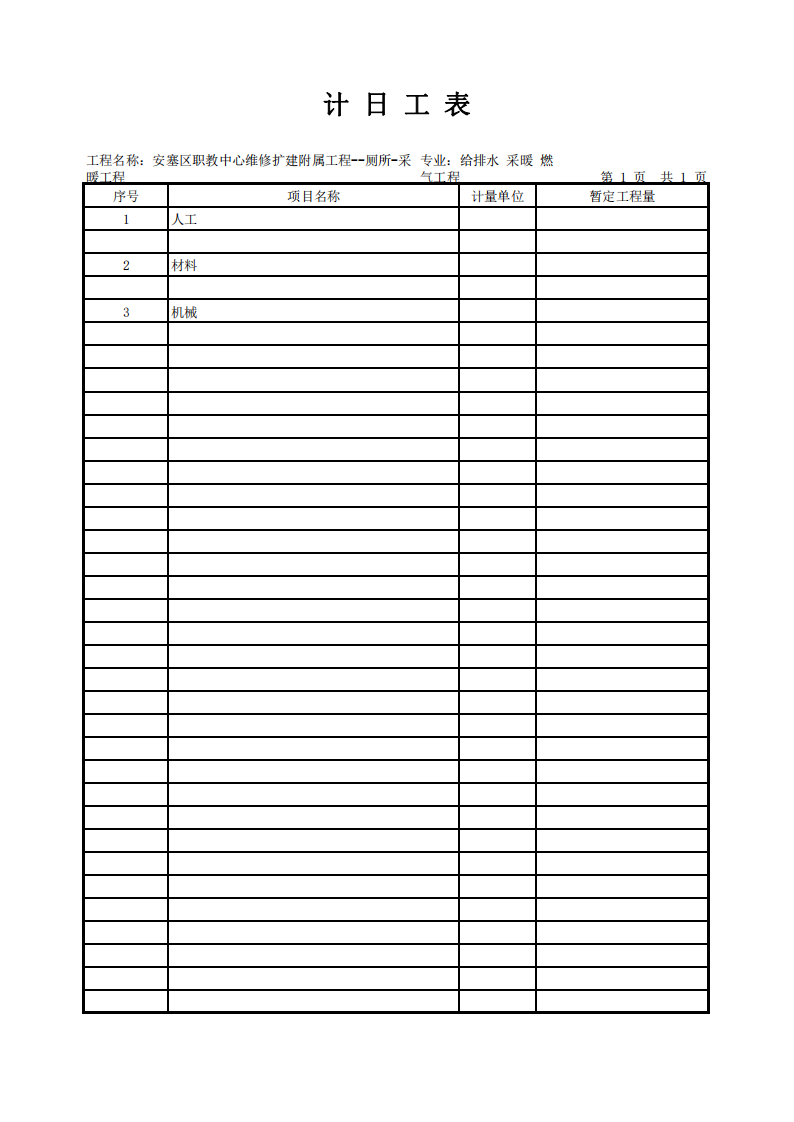 计 日 工 表
工程名称：安塞区职教中心维修扩建附属工程--厕所-采 专业：给排水 采暖 燃
暖工程 气工程 第 1 页 共 1 页
序号 项目名称 计量单位 暂定工程量
1 人工
2 材料
3 机械